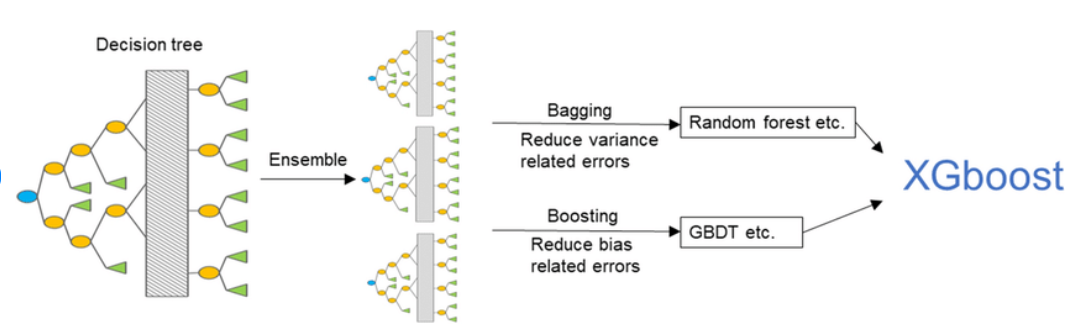 Decision tree
Ensemble
Bagging
Reduce variance
related errors
Random forest etc.
Boosting
Reduce bias
related errors
GBDT etc.
XGboost